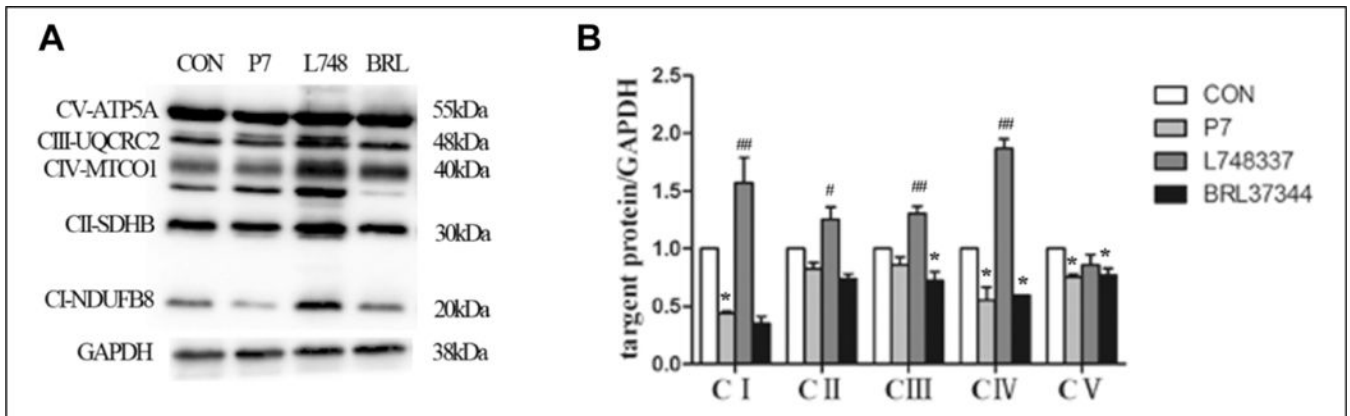 A
CON P7 L748 BRL
CV-ATP5A 55kDa
CIII-UQCRC2 48kDa
CIV-MTCO1 40kDa
CII-SDHB 30kDa
CI-NDUFB8 20kDa
GAPDH 38kDa
B
targent protein/GAPDH
2.5
2.0
1.5
1.0
0.5
0.0
* ##
#
## *
* ## *
* *
C I C II CIII CIV C V
CON
P7
L748337
BRL37344